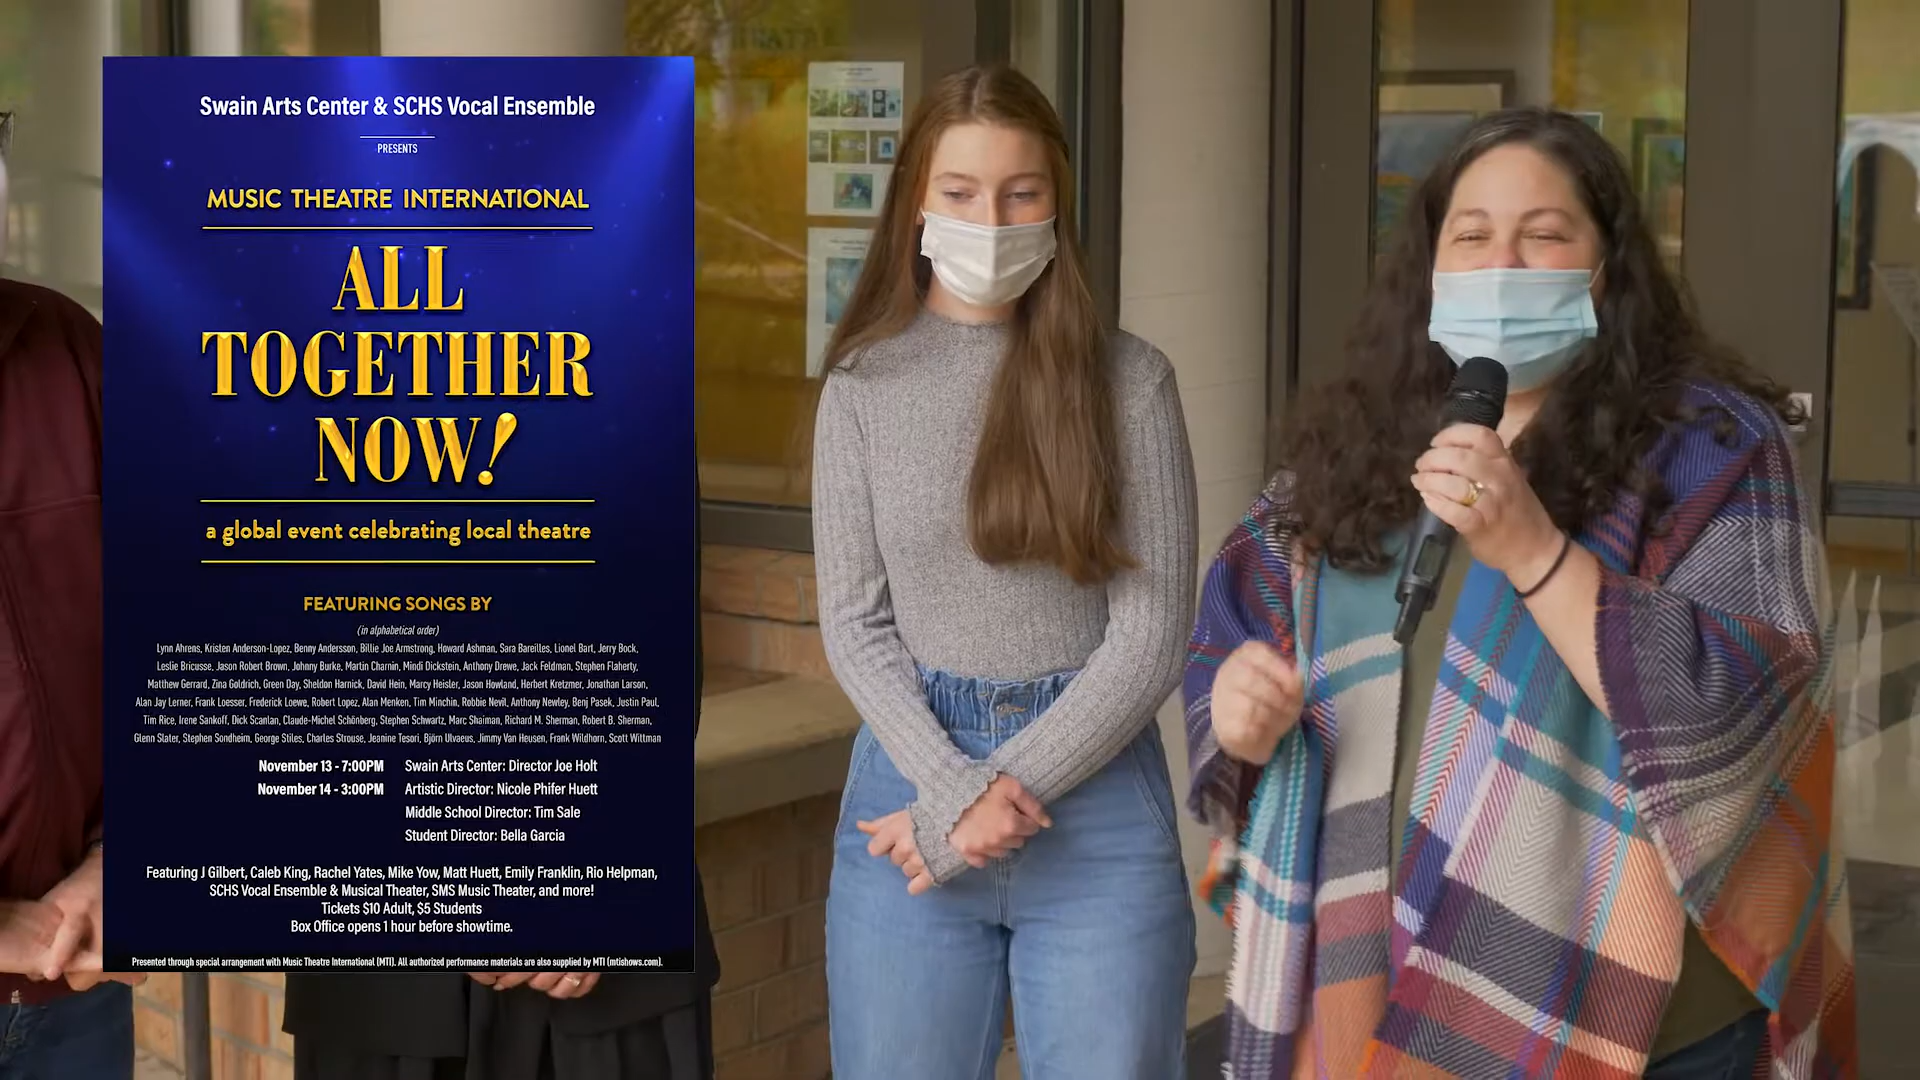 Swain Arts Center & SCHS Vocal Ensemble
PRESENTS
MUSIC THEATRE INTERNATIONAL
ALL
TOGETHER
NOW!
a global event celebrating local theatre
FEATURING SONGS BY
(in alphabetical order)
Lynn Ahrens, Kristen Anderson-Lopez, Benny Andersson, Billie Joe Armstrong, Howard Ashman, Sara Bareilles, Lionel Bart, Jerry Bock,
Leslie Bricusse, Jason Robert Brown, Johnny Burke, Martin Charnin, Mindi Dickstein, Anthony Drewe, Jack Feldman, Stephen Flaherty,
Matthew Gerrard, Zina Goldrich, Green Day, Sheldon Harnick, David Hein, Marcy Heisler, Jason Howland, Herbert Kretzmer, Jonathan Larson,
Alan Jay Lerner, Frank Loesser, Frederick Loewe, Robert Lopez, Alan Menken, Tim Minchin, Robbie Nevil, Anthony Newley, Benj Pasek, Justin Paul,
Tim Rice, Irene Sankoff, Dick Scanlan, Claude-Michel Schönberg, Stephen Schwartz, Marc Shaiman, Richard M. Sherman, Robert B. Sherman,
Glenn Slater, Stephen Sondheim, George Stiles, Charles Strouse, Jeanine Tesori, Björn Ulvaeus, Jimmy Van Heusen, Frank Wildhorn, Scott Wittman
November 13 - 7:00PM Swain Arts Center: Director Joe Holt
November 14 - 3:00PM Artistic Director: Nicole Phifer Huett
Middle School Director: Tim Sale
Student Director: Bella Garcia
Featuring J Gilbert, Caleb King, Rachel Yates, Mike Yow, Matt Huett, Emily Franklin, Rio Helpman,
SCHS Vocal Ensemble & Musical Theater, SMS Music Theater, and more!
Tickets $10 Adult, $5 Students
Box Office opens 1 hour before showtime.
Presented through special arrangement with Music Theatre International (MTI). All authorized performance materials are also supplied by MTI (mtishows.com).